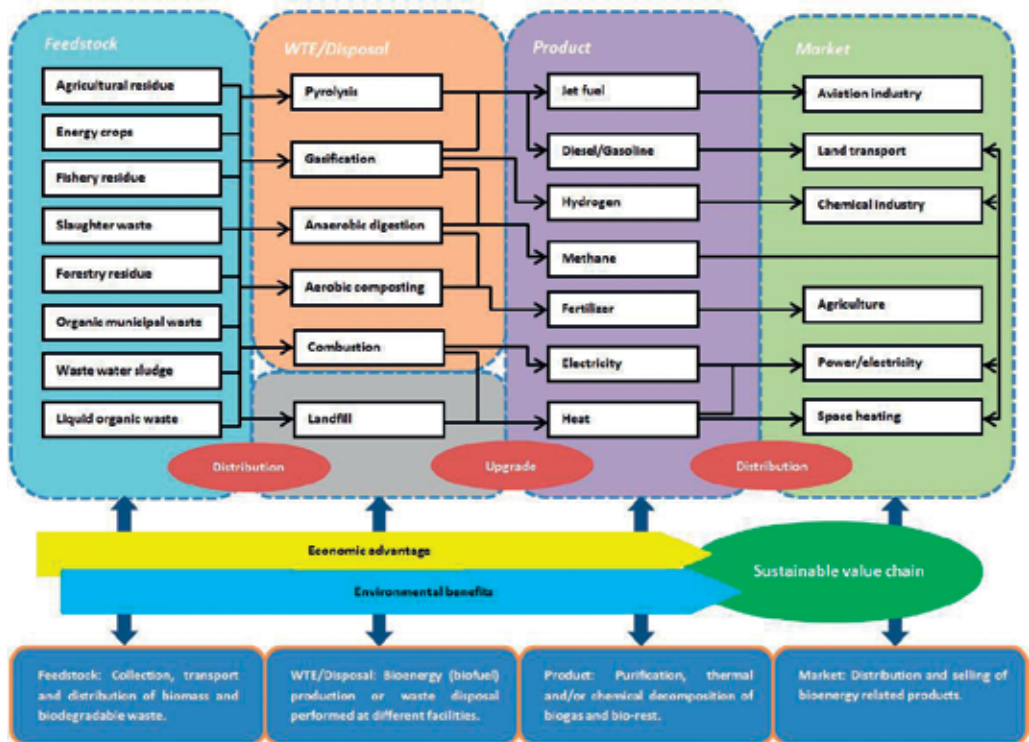 Feedstock
Agricultural residue
Energy crops
Fishery residue
Slaughter waste
Forestry residue
Organic municipal waste
Waste water sludge
Liquid organic waste
WTE/Disposal
Pyrolysis
Gasification
Anaerobic digestion
Aerobic composting
Combustion
Landfill
Product
Jet fuel
Diesel/Gasoline
Hydrogen
Methane
Fertilizer
Electricity
Heat
Market
Aviation industry
Land transport
Chemical industry
Agriculture
Power/electricity
Space heating
Distribution
Upgrade
Distribution
Economic advantage
Environmental benefits
Sustainable value chain
Feedstock: Collection, transport
and distribution of biomass and
biodegradable waste.
WTE/Disposal: Bioenergy (biofuel)
production or waste disposal
performed at different facilities.
Product: Purification, thermal
and/or chemical decomposition of
biogas and bio-rest.
Market: Distribution and selling of
bioenergy related products.